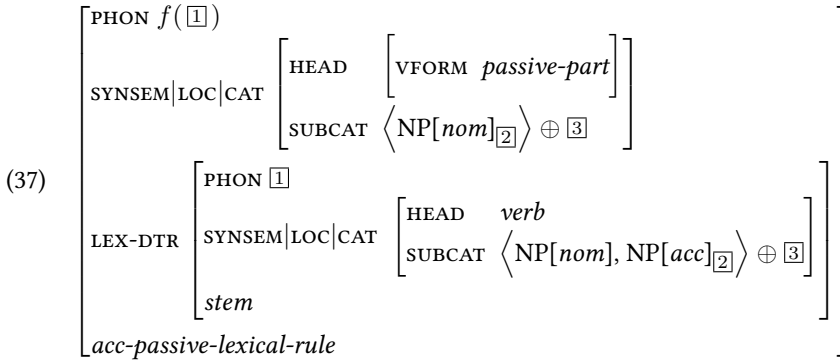 PHON f(1)
SYNSEM|LOC|CAT [HEAD [VFORM passive-part]
SUBCAT ⟨NP[nom]2⟩ ⊕ 3]
(37)
LEX-DTR [PHON 1
SYNSEM|LOC|CAT [HEAD verb
SUBCAT ⟨NP[nom], NP[acc]2⟩ ⊕ 3]
stem]
acc-passive-lexical-rule